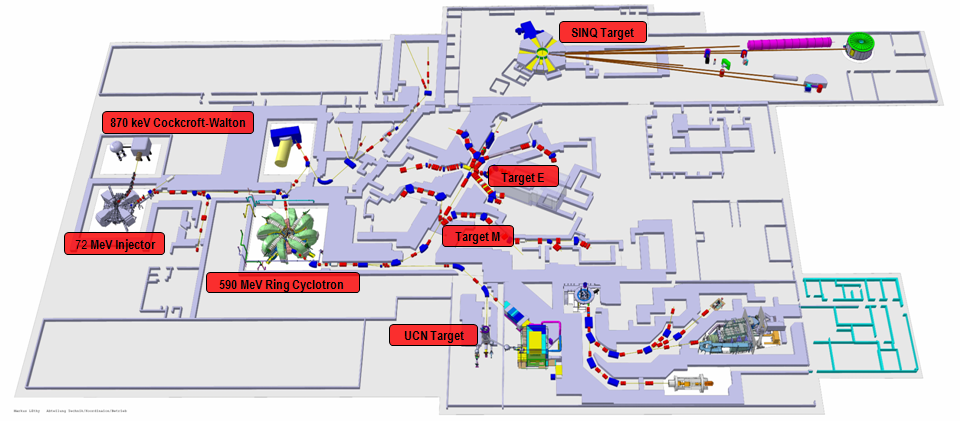 SINQ Target
870 keV Cockcroft-Walton
Target E
72 MeV Injector
Target M
590 MeV Ring Cyclotron
UCN Target